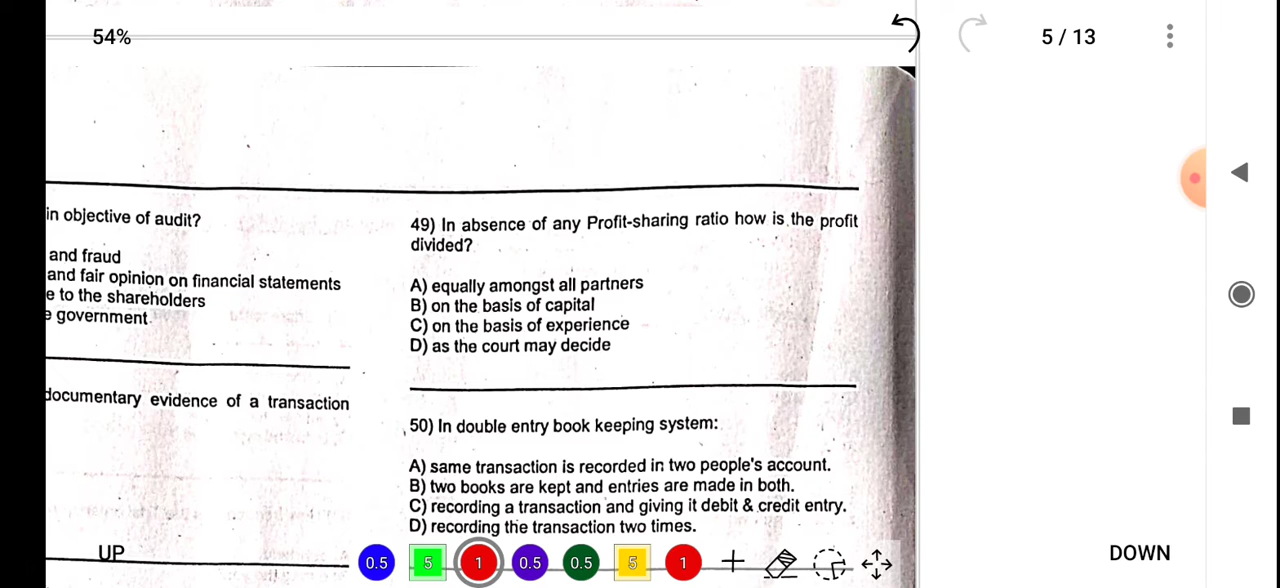 54%
5 / 13
in objective of audit?
and fraud
and fair opinion on financial statements
e to the shareholders
e government.
documentary evidence of a transaction
49) In absence of any Profit-sharing ratio how is the profit
divided?
A) equally amongst all partners
B) on the basis of capital
C) on the basis of experience
D) as the court may decide
50) In double entry book keeping system:
A) same transaction is recorded in two people's account.
B) two books are kept and entries are made in both.
C) recording a transaction and giving it debit & credit entry.
D) recording the transaction two times.
UP
DOWN
0.5
5
1
0.5
0.5
5
1